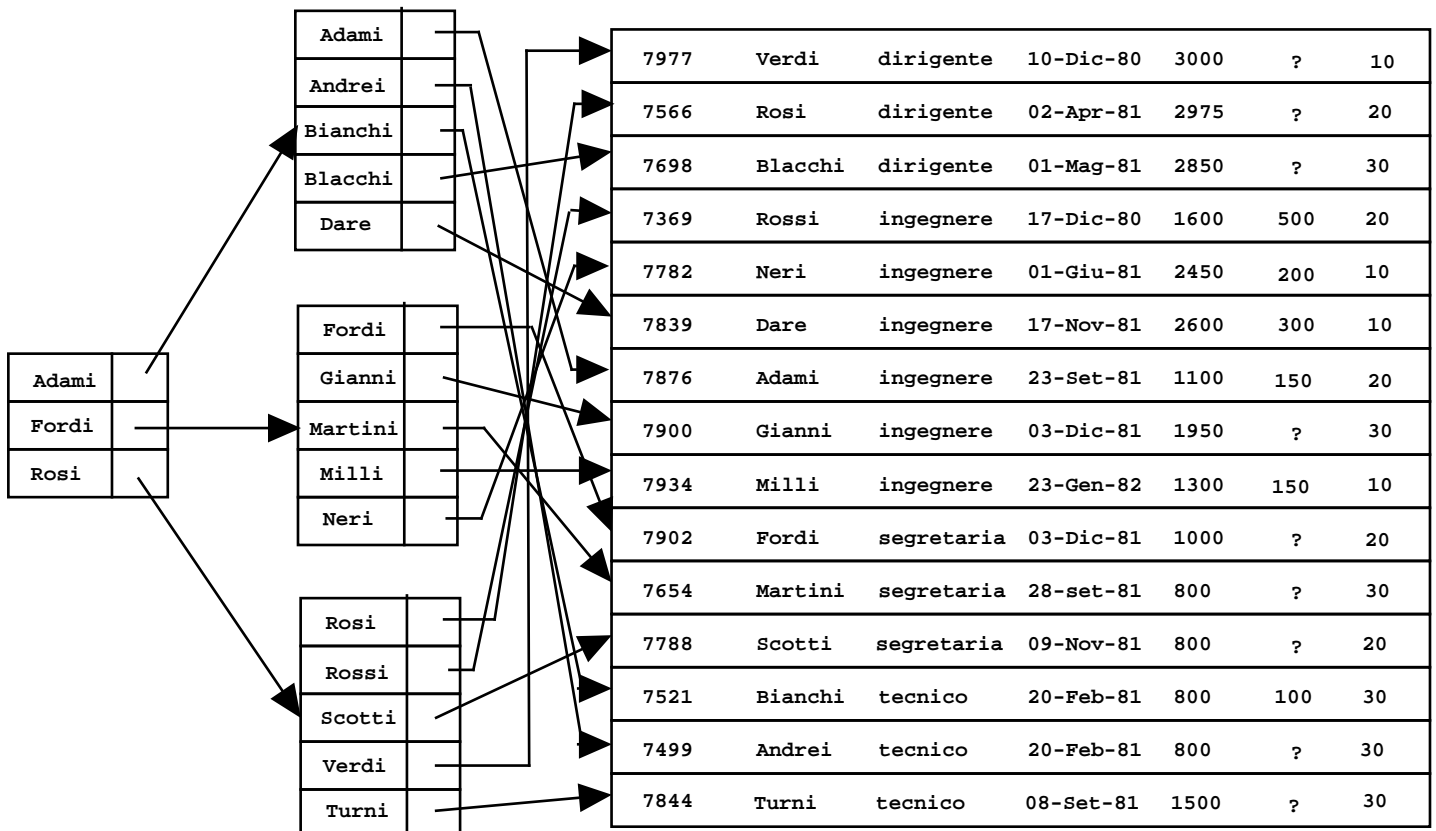 Adami
Fordi
Rosi
Adami
Andrei
Bianchi
Blacchi
Dare
Fordi
Gianni
Martini
Milli
Neri
Rosi
Rossi
Scotti
Verdi
Turni
7977 Verdi dirigente 10-Dic-80 3000 ? 10
7566 Rosi dirigente 02-Apr-81 2975 ? 20
7698 Blacchi dirigente 01-Mag-81 2850 ? 30
7369 Rossi ingegnere 17-Dic-80 1600 500 20
7782 Neri ingegnere 01-Giu-81 2450 200 10
7839 Dare ingegnere 17-Nov-81 2600 300 10
7876 Adami ingegnere 23-Set-81 1100 150 20
7900 Gianni ingegnere 03-Dic-81 1950 ? 30
7934 Milli ingegnere 23-Gen-82 1300 150 10
7902 Fordi segretaria 03-Dic-81 1000 ? 20
7654 Martini segretaria 28-set-81 800 ? 30
7788 Scotti segretaria 09-Nov-81 800 ? 20
7521 Bianchi tecnico 20-Feb-81 800 100 30
7499 Andrei tecnico 20-Feb-81 800 ? 30
7844 Turni tecnico 08-Set-81 1500 ? 30